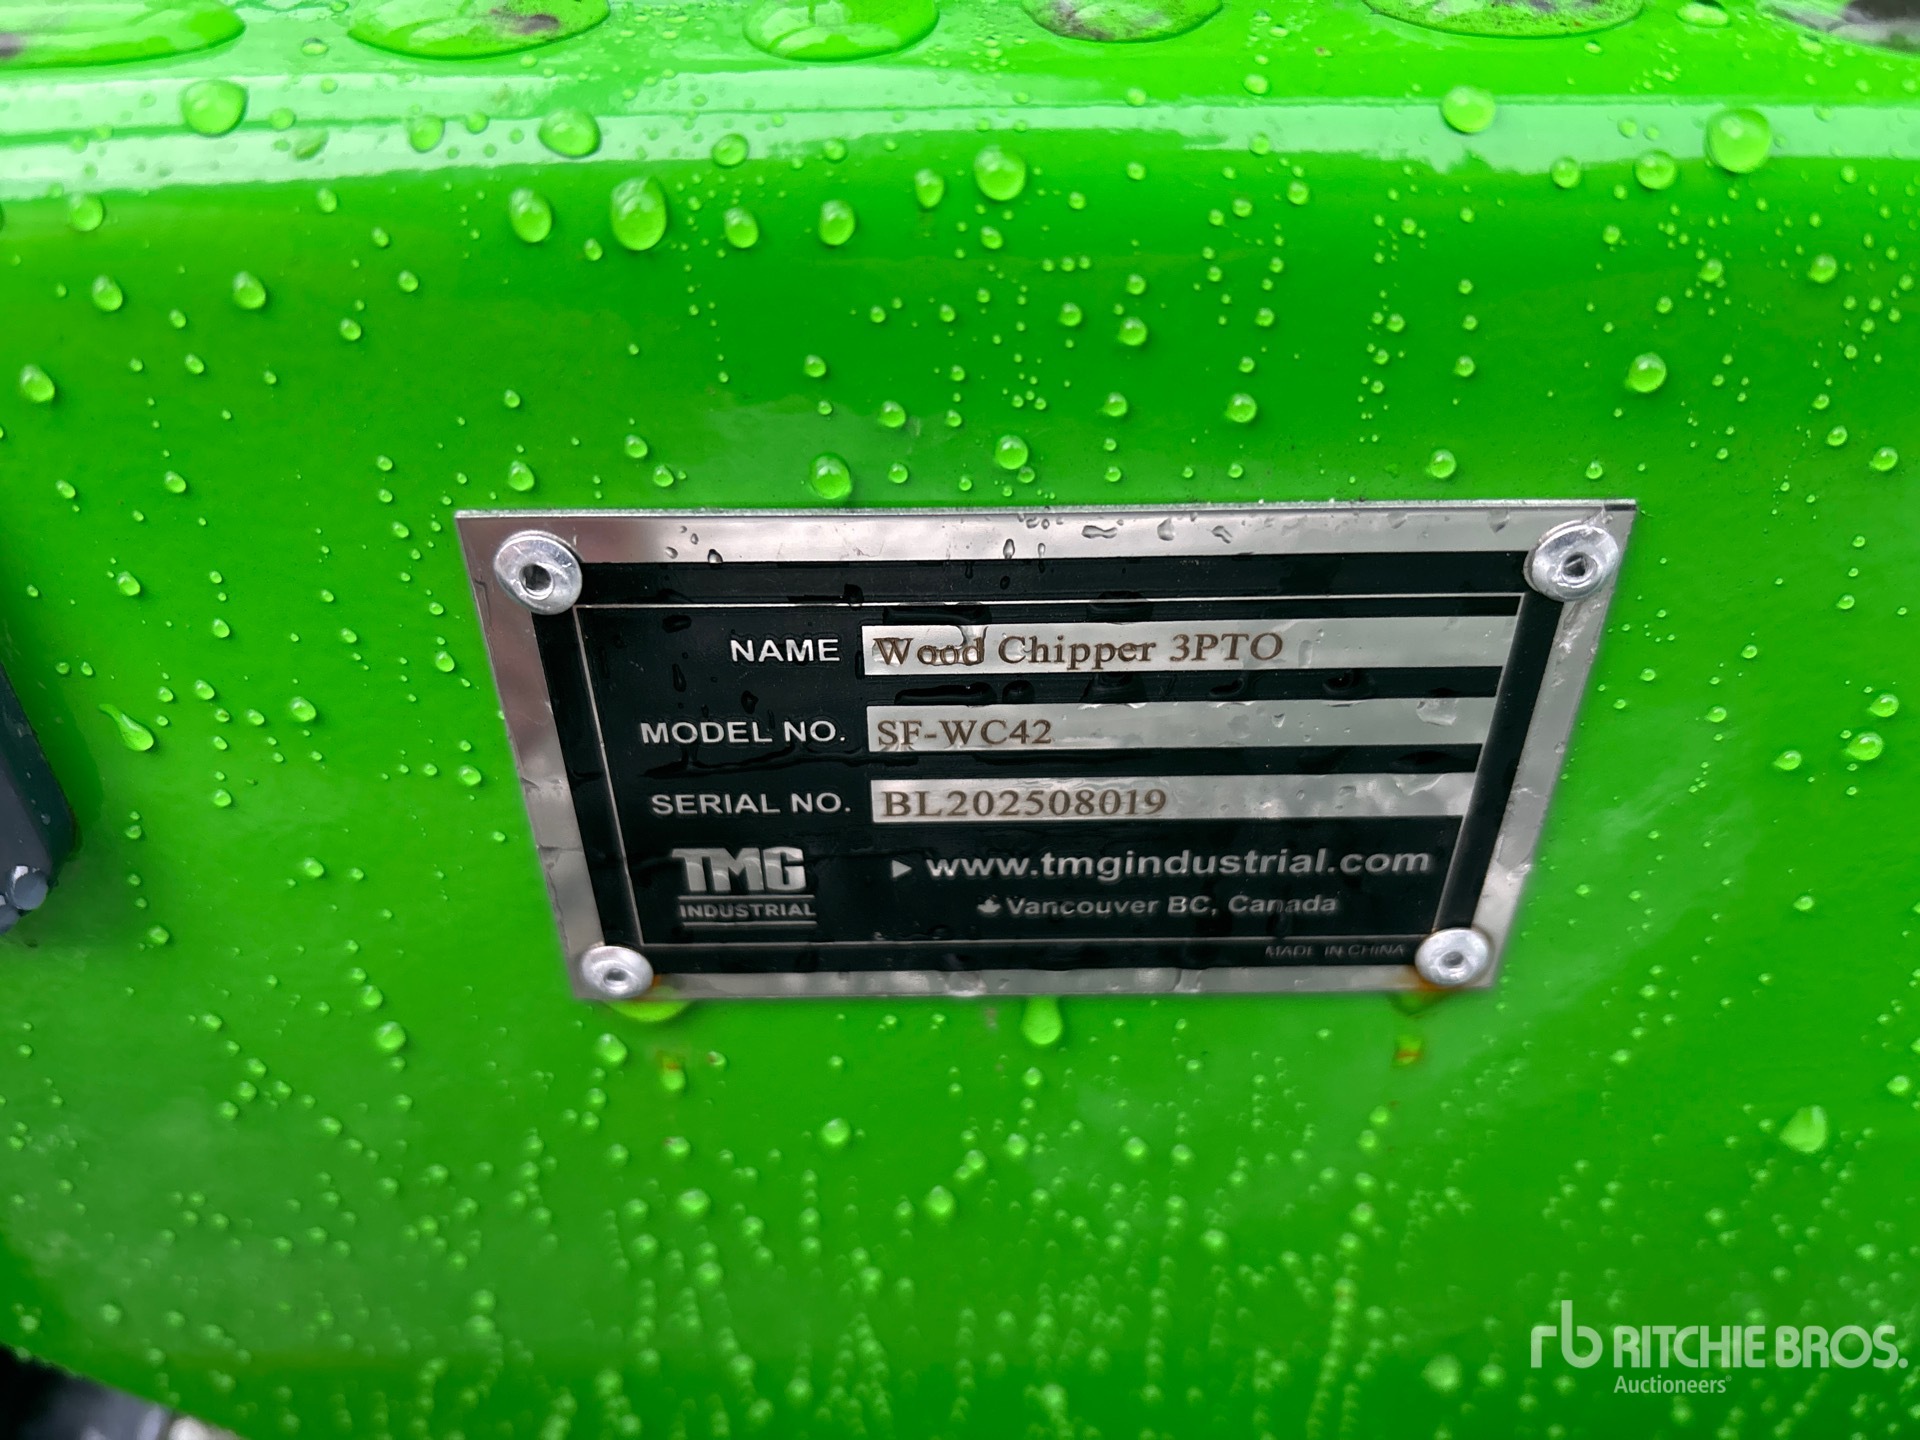 NAME Wood Chipper 3PTO
MODEL NO. SF-WC42
SERIAL NO. BL202508019
TMG INDUSTRIAL
www.tmgindustrial.com
Vancouver BC, Canada
MADE IN CHINA
rb RITCHIE BROS.
Auctioneers